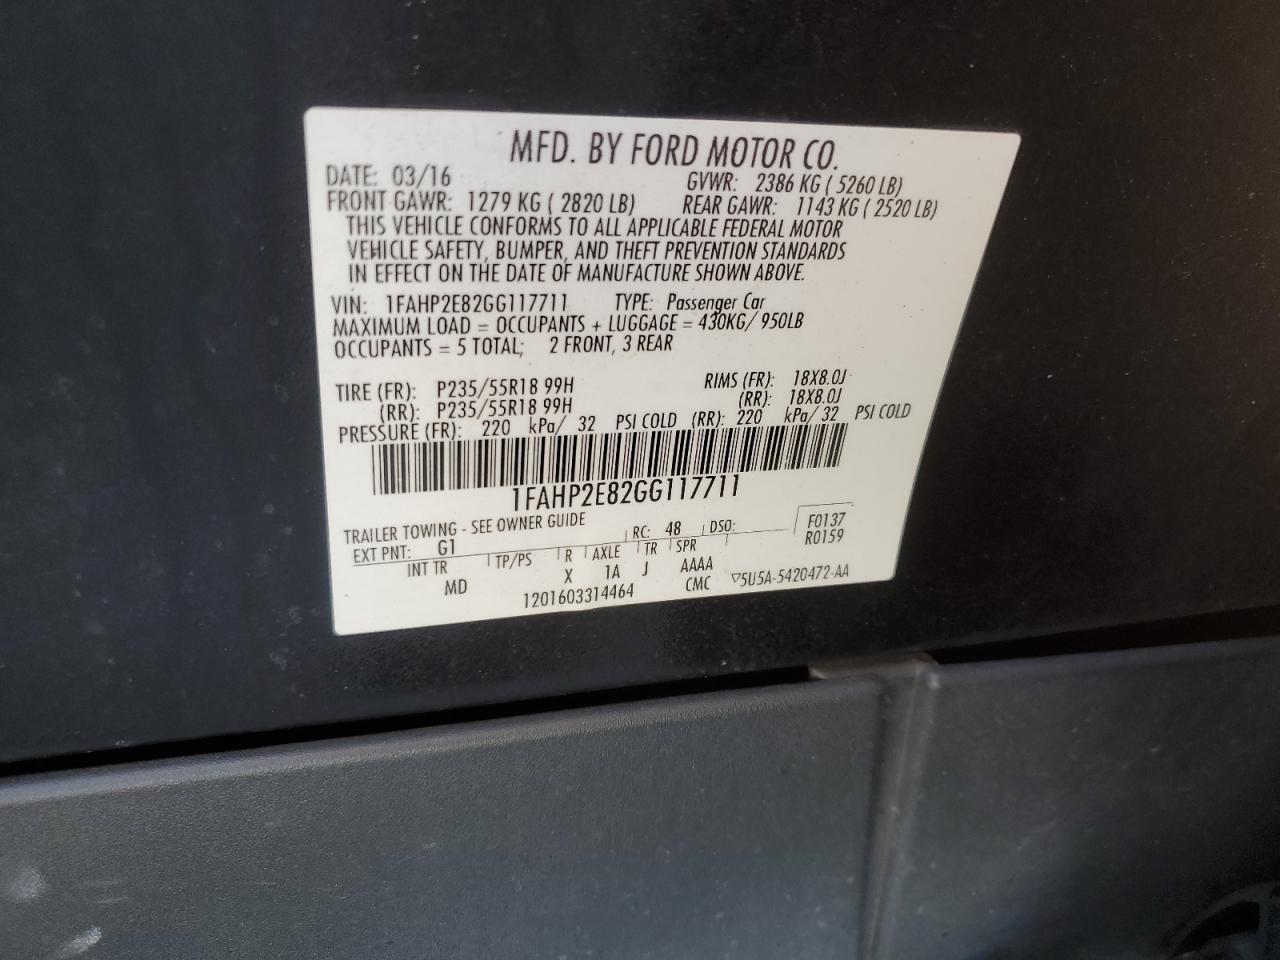 MFD. BY FORD MOTOR CO.
DATE: 03/16 GVWR: 2386 KG ( 5260 LB)
FRONT GAWR: 1279 KG ( 2820 LB) REAR GAWR: 1143 KG ( 2520 LB)
THIS VEHICLE CONFORMS TO ALL APPLICABLE FEDERAL MOTOR
VEHICLE SAFETY, BUMPER, AND THEFT PREVENTION STANDARDS
IN EFFECT ON THE DATE OF MANUFACTURE SHOWN ABOVE.
VIN: 1FAHP2E82GG117711 TYPE: Passenger Car
MAXIMUM LOAD = OCCUPANTS + LUGGAGE = 430KG/ 950LB
OCCUPANTS = 5 TOTAL; 2 FRONT, 3 REAR
TIRE (FR): P235/55R18 99H RIMS (FR): 18X8.0J
(RR): P235/55R18 99H (RR): 18X8.0J
PRESSURE (FR): 220 kPa/ 32 PSI COLD (RR): 220 kPa/ 32 PSI COLD
1FAHP2E82GG117711
TRAILER TOWING - SEE OWNER GUIDE
EXT PNT: G1 RC: 48 DSO: F0137
R0159
INT TR TP/PS R AXLE TR SPR
MD X 1A J AAAA
1201603314464 CMC ▽5U5A-5420472-AA